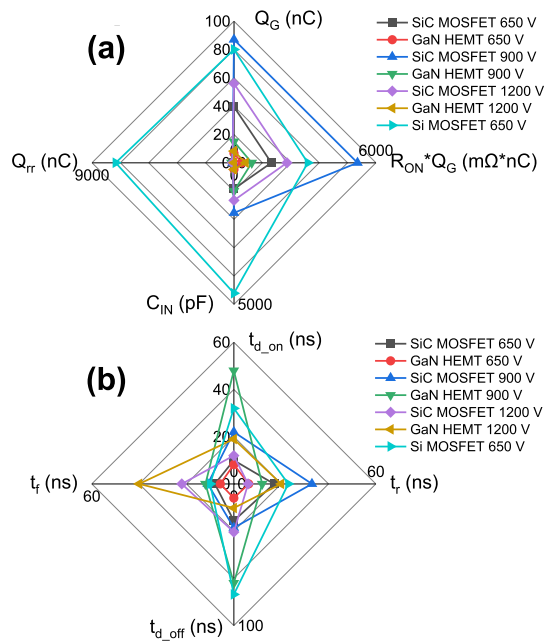 (a)
Q_G (nC)
100
80
60
40
20
0
Q_rr (nC)
9000
6000
R_ON*Q_G (mΩ*nC)
C_IN (pF)
5000
SiC MOSFET 650 V
GaN HEMT 650 V
SiC MOSFET 900 V
GaN HEMT 900 V
SiC MOSFET 1200 V
GaN HEMT 1200 V
Si MOSFET 650 V
(b)
60
t_d_on (ns)
40
20
0
t_f (ns)
60
60
t_r (ns)
t_d_off (ns)
100
SiC MOSFET 650 V
GaN HEMT 650 V
SiC MOSFET 900 V
GaN HEMT 900 V
SiC MOSFET 1200 V
GaN HEMT 1200 V
Si MOSFET 650 V